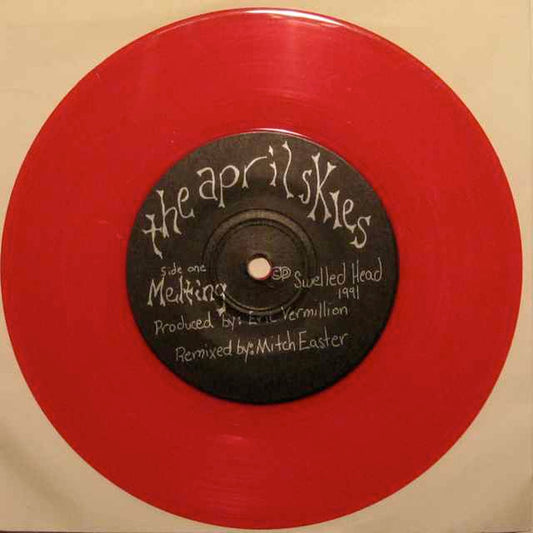 the april skies
side one
Melting
©℗ Swelled Head
1991
Produced by: Eric Vermillion
Remixed by: Mitch Easter